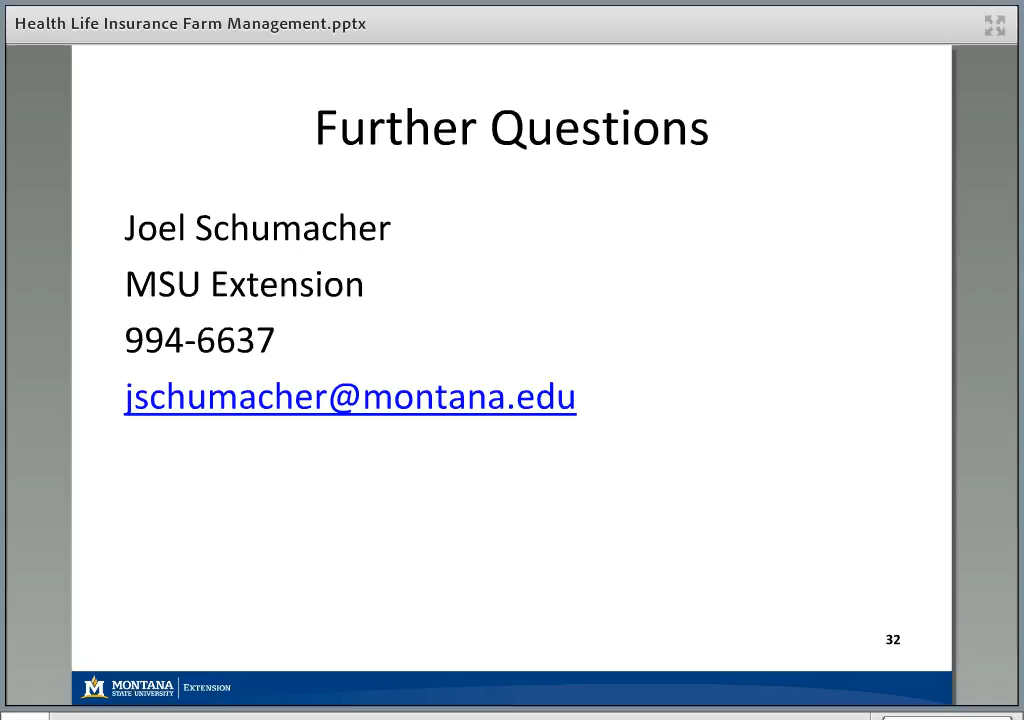 Health Life Insurance Farm Management.pptx
Further Questions
Joel Schumacher
MSU Extension
994-6637
jschumacher@montana.edu
32
MONTANA
STATE UNIVERSITY
EXTENSION